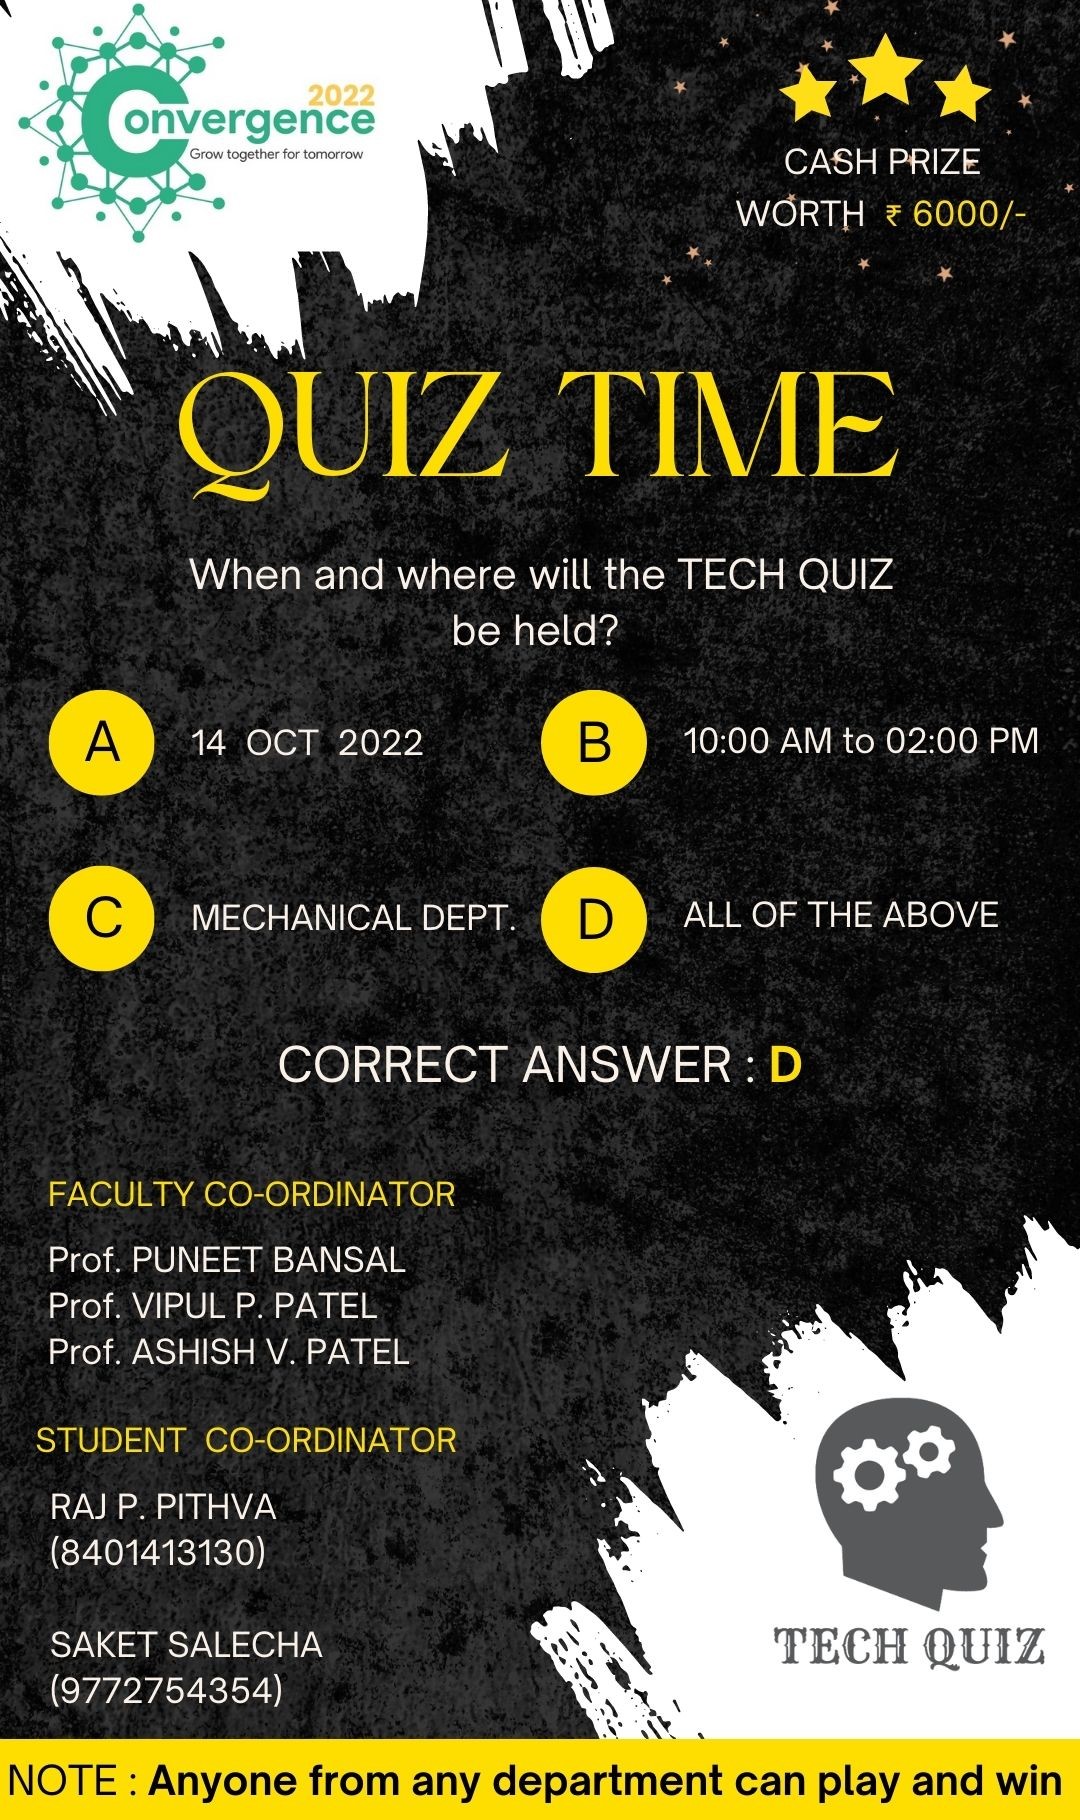 2022
Convergence
Grow together for tomorrow
CASH PRIZE
WORTH ₹ 6000/-
QUIZ TIME
When and where will the TECH QUIZ
be held?
A 14 OCT 2022
B 10:00 AM to 02:00 PM
C MECHANICAL DEPT.
D ALL OF THE ABOVE
CORRECT ANSWER : D
FACULTY CO-ORDINATOR
Prof. PUNEET BANSAL
Prof. VIPUL P. PATEL
Prof. ASHISH V. PATEL
STUDENT CO-ORDINATOR
RAJ P. PITHVA
(8401413130)
SAKET SALECHA
(9772754354)
TECH QUIZ
NOTE : Anyone from any department can play and win